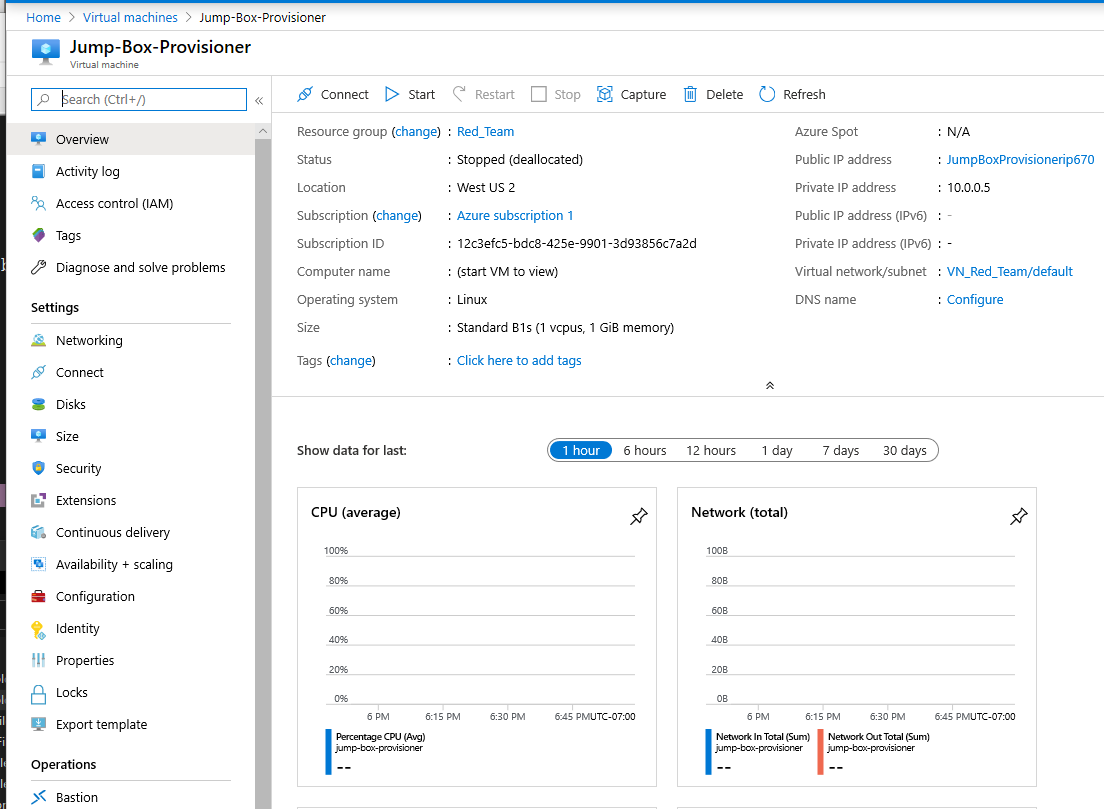 Home > Virtual machines > Jump-Box-Provisioner
Jump-Box-Provisioner
Virtual machine
Search (Ctrl+/)
«
Overview
Activity log
Access control (IAM)
Tags
Diagnose and solve problems
Settings
Networking
Connect
Disks
Size
Security
Extensions
Continuous delivery
Availability + scaling
Configuration
Identity
Properties
Locks
Export template
Operations
Bastion
Connect Start Restart Stop Capture Delete Refresh
Resource group (change) : Red_Team
Status : Stopped (deallocated)
Location : West US 2
Subscription (change) : Azure subscription 1
Subscription ID : 12c3efc5-bdc8-425e-9901-3d93856c7a2d
Computer name : (start VM to view)
Operating system : Linux
Size : Standard B1s (1 vcpus, 1 GiB memory)
Tags (change) : Click here to add tags
Azure Spot : N/A
Public IP address : JumpBoxProvisionerip670
Private IP address : 10.0.0.5
Public IP address (IPv6) : -
Private IP address (IPv6) : -
Virtual network/subnet : VN_Red_Team/default
DNS name : Configure
Show data for last: 1 hour 6 hours 12 hours 1 day 7 days 30 days
CPU (average)
100%
80%
60%
40%
20%
0%
6 PM 6:15 PM 6:30 PM 6:45 PM UTC-07:00
Percentage CPU (Avg)
jump-box-provisioner
--
Network (total)
100B
80B
60B
40B
20B
0B
6 PM 6:15 PM 6:30 PM 6:45 PM UTC-07:00
Network In Total (Sum)
jump-box-provisioner
--
Network Out Total (Sum)
jump-box-provisioner
--